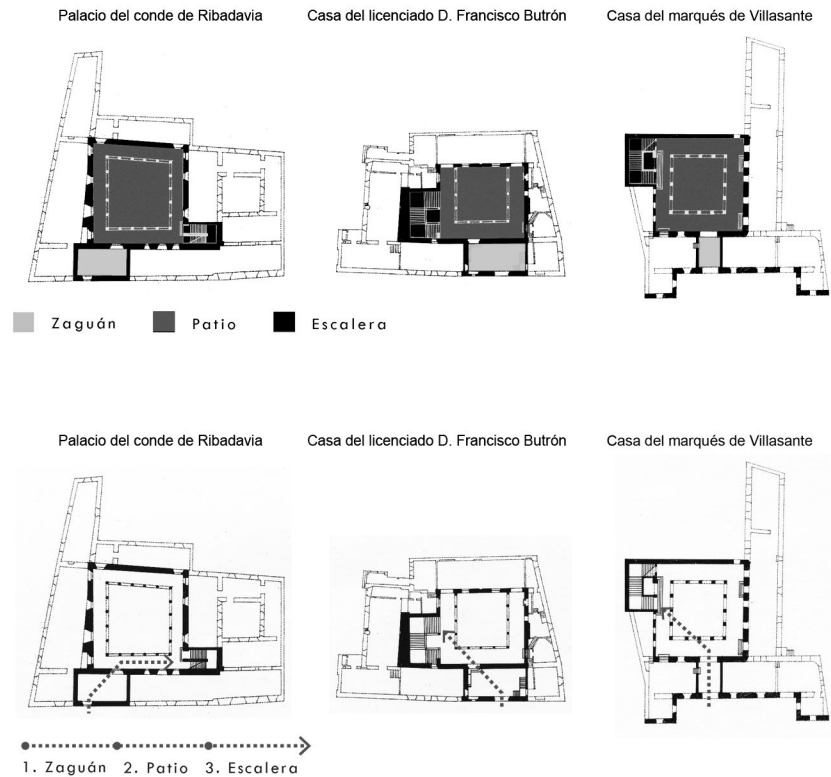 Palacio del conde de Ribadavia
Casa del licenciado D. Francisco Butrón
Casa del marqués de Villasante
Zaguán
Patio
Escalera
Palacio del conde de Ribadavia
Casa del licenciado D. Francisco Butrón
Casa del marqués de Villasante
1. Zaguán 2. Patio 3. Escalera